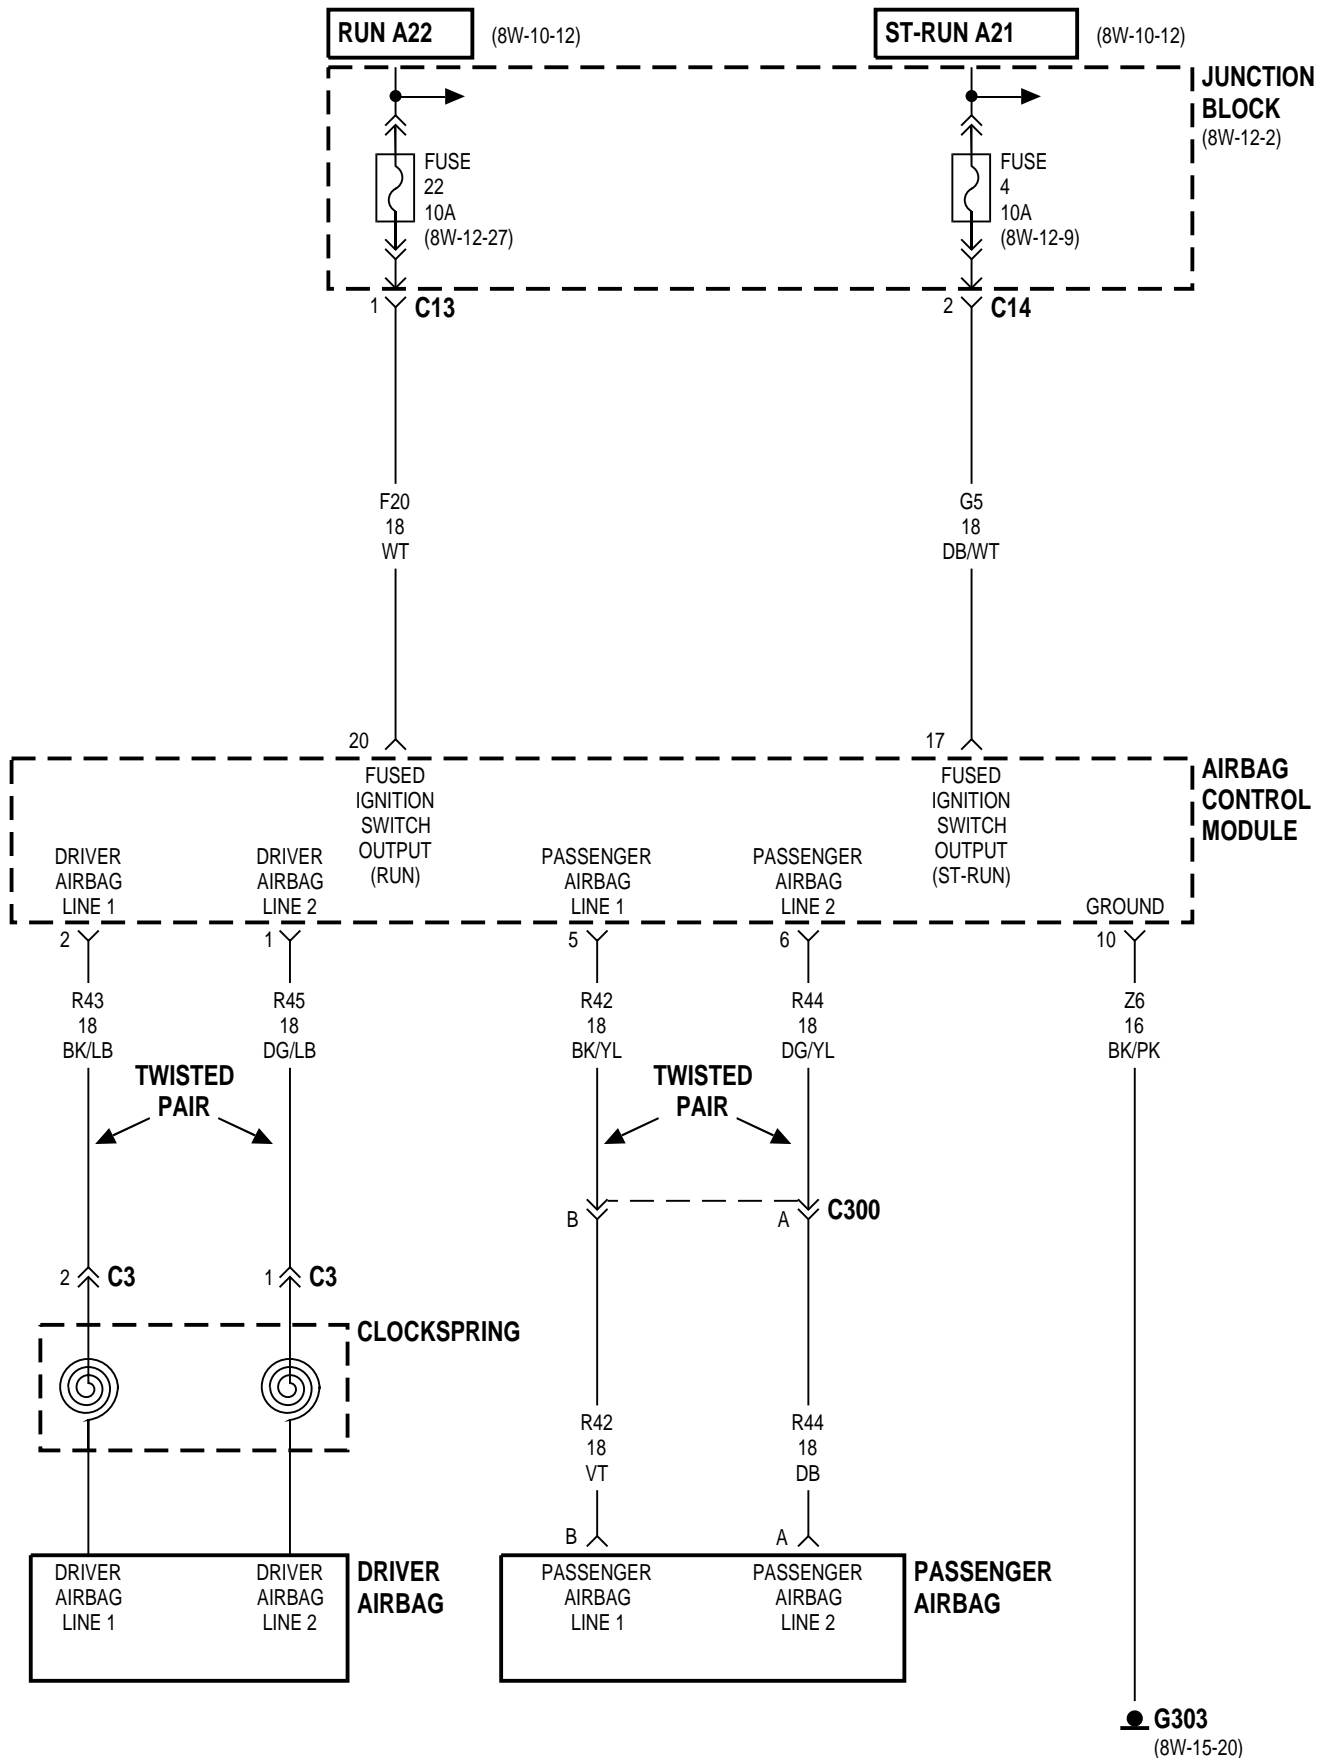 RUN A22 (8W-10-12) ST-RUN A21 (8W-10-12)
JUNCTION
BLOCK
(8W-12-2)
FUSE
22
10A
(8W-12-27)
FUSE
4
10A
(8W-12-9)
1 C13
2 C14
F20
18
WT
G5
18
DB/WT
20
17
AIRBAG
CONTROL
MODULE
FUSED
IGNITION
SWITCH
OUTPUT
(RUN)
FUSED
IGNITION
SWITCH
OUTPUT
(ST-RUN)
DRIVER
AIRBAG
LINE 1
DRIVER
AIRBAG
LINE 2
PASSENGER
AIRBAG
LINE 1
PASSENGER
AIRBAG
LINE 2
GROUND
2
1
5
6
10
R43
18
BK/LB
R45
18
DG/LB
R42
18
BK/YL
R44
18
DG/YL
Z6
16
BK/PK
TWISTED
PAIR
TWISTED
PAIR
B
A C300
2 C3
1 C3
CLOCKSPRING
R42
18
VT
R44
18
DB
B
A
DRIVER
AIRBAG
LINE 1
DRIVER
AIRBAG
LINE 2
DRIVER
AIRBAG
PASSENGER
AIRBAG
LINE 1
PASSENGER
AIRBAG
LINE 2
PASSENGER
AIRBAG
G303
(8W-15-20)